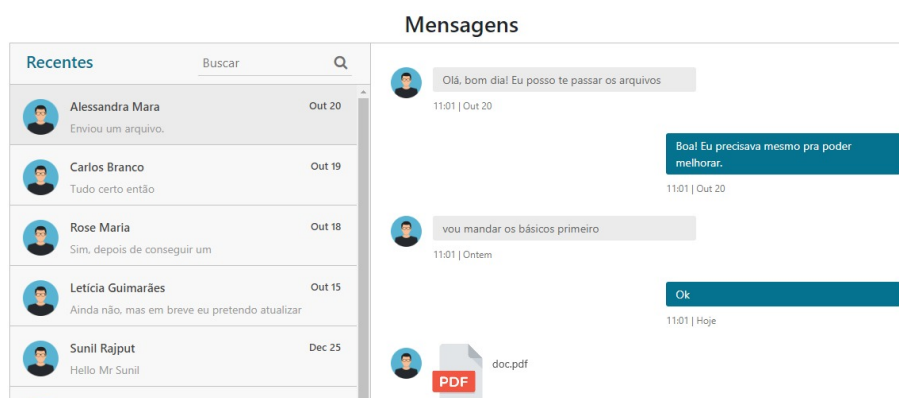 Mensagens
Recentes
Buscar
Alessandra Mara
Out 20
Enviou um arquivo.
Carlos Branco
Out 19
Tudo certo então
Rose Maria
Out 18
Sim, depois de conseguir um
Letícia Guimarães
Out 15
Ainda não, mas em breve eu pretendo atualizar
Sunil Rajput
Dec 25
Hello Mr Sunil
Olá, bom dia! Eu posso te passar os arquivos
11:01 | Out 20
Boa! Eu precisava mesmo pra poder
melhorar.
11:01 | Out 20
vou mandar os básicos primeiro
11:01 | Ontem
Ok
11:01 | Hoje
PDF
doc.pdf